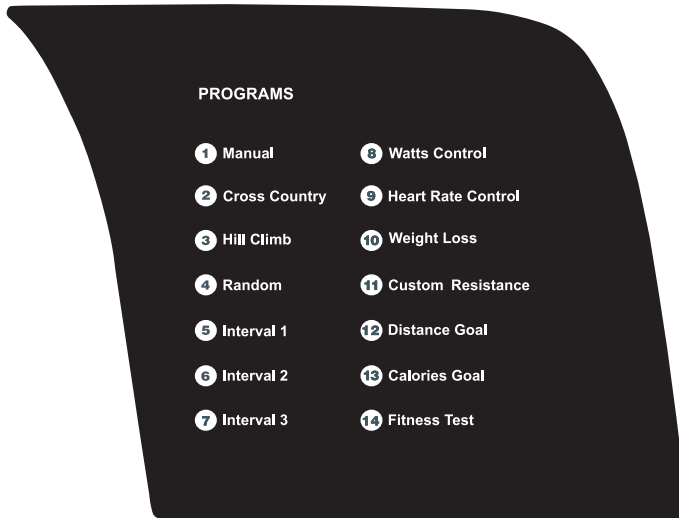 PROGRAMS
1 Manual
2 Cross Country
3 Hill Climb
4 Random
5 Interval 1
6 Interval 2
7 Interval 3
8 Watts Control
9 Heart Rate Control
10 Weight Loss
11 Custom Resistance
12 Distance Goal
13 Calories Goal
14 Fitness Test